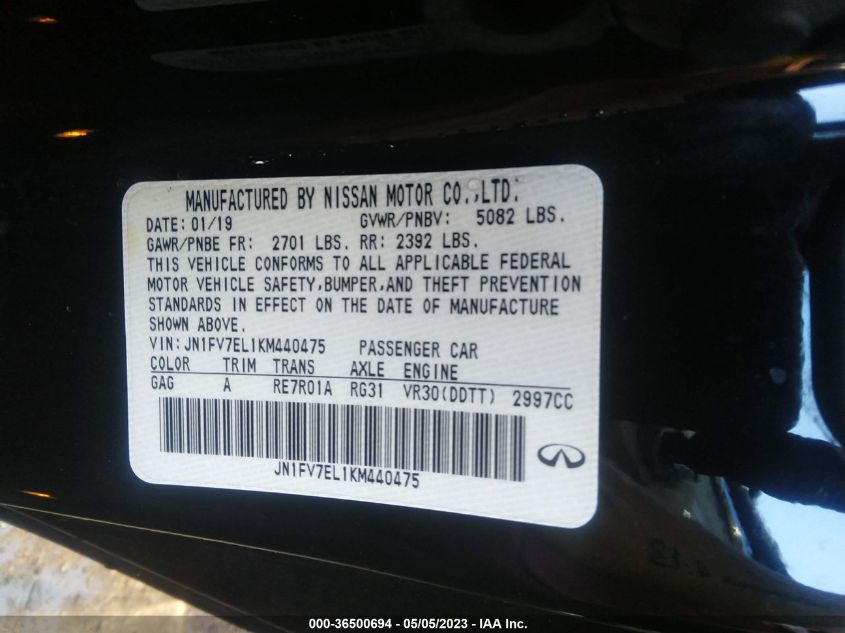 MANUFACTURED BY NISSAN MOTOR CO.,LTD.
DATE: 01/19 GVWR/PNBV: 5082 LBS.
GAWR/PNBE FR: 2701 LBS. RR: 2392 LBS.
THIS VEHICLE CONFORMS TO ALL APPLICABLE FEDERAL
MOTOR VEHICLE SAFETY,BUMPER,AND THEFT PREVENTION
STANDARDS IN EFFECT ON THE DATE OF MANUFACTURE
SHOWN ABOVE.
VIN:JN1FV7EL1KM440475 PASSENGER CAR
COLOR TRIM TRANS AXLE ENGINE
GAG A RE7R01A RG31 VR30(DDTT) 2997CC
JN1FV7EL1KM440475
000-36500694 - 05/05/2023 - IAA Inc.